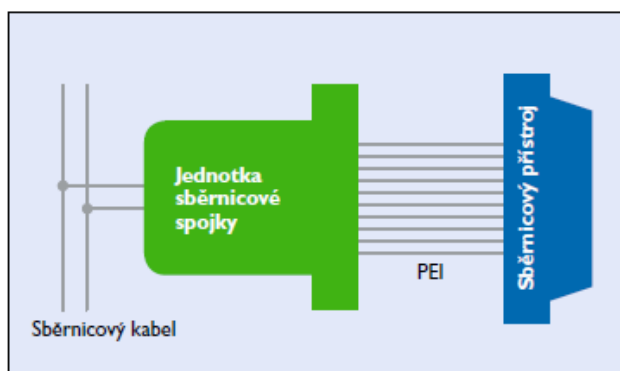 Jednotka
sběrnicové
spojky
Sběrnicový přístroj
PEI
Sběrnicový kabel